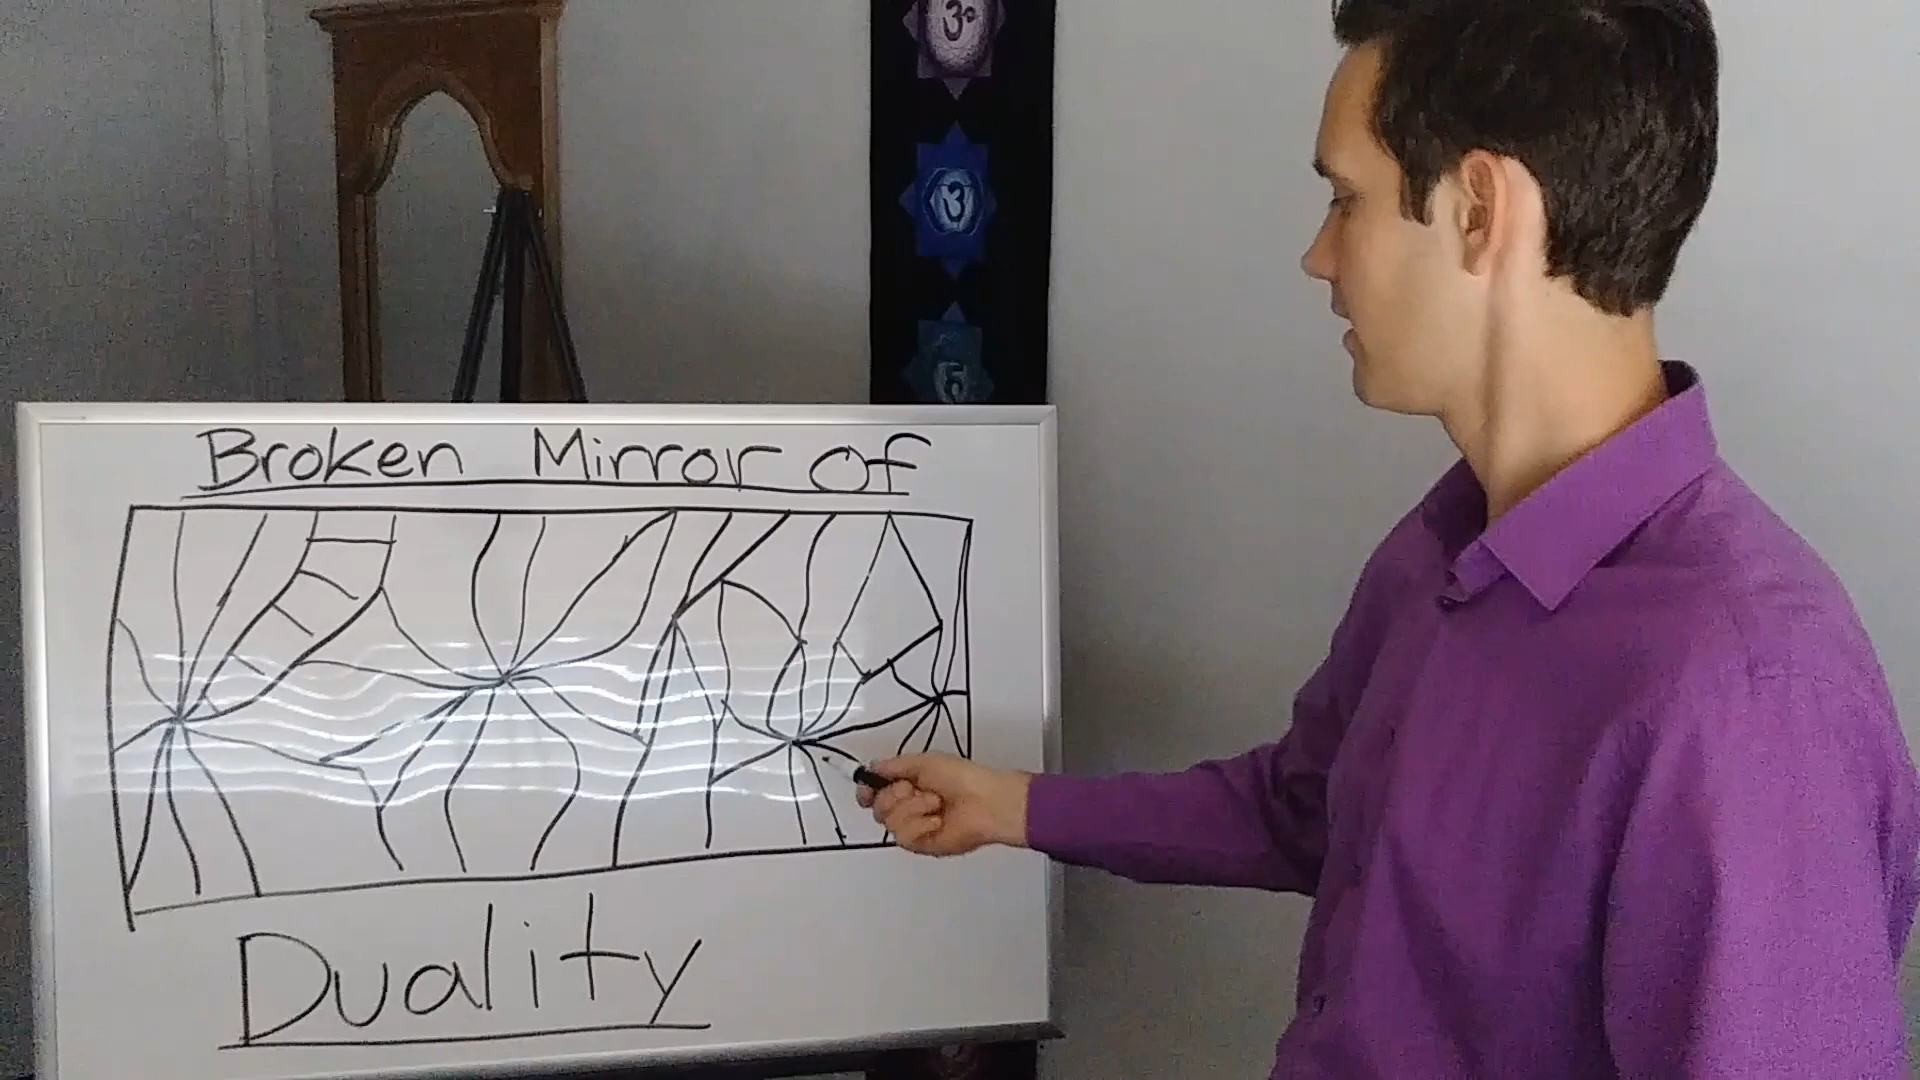 ॐ
ॐ
Broken Mirror Of
Duality